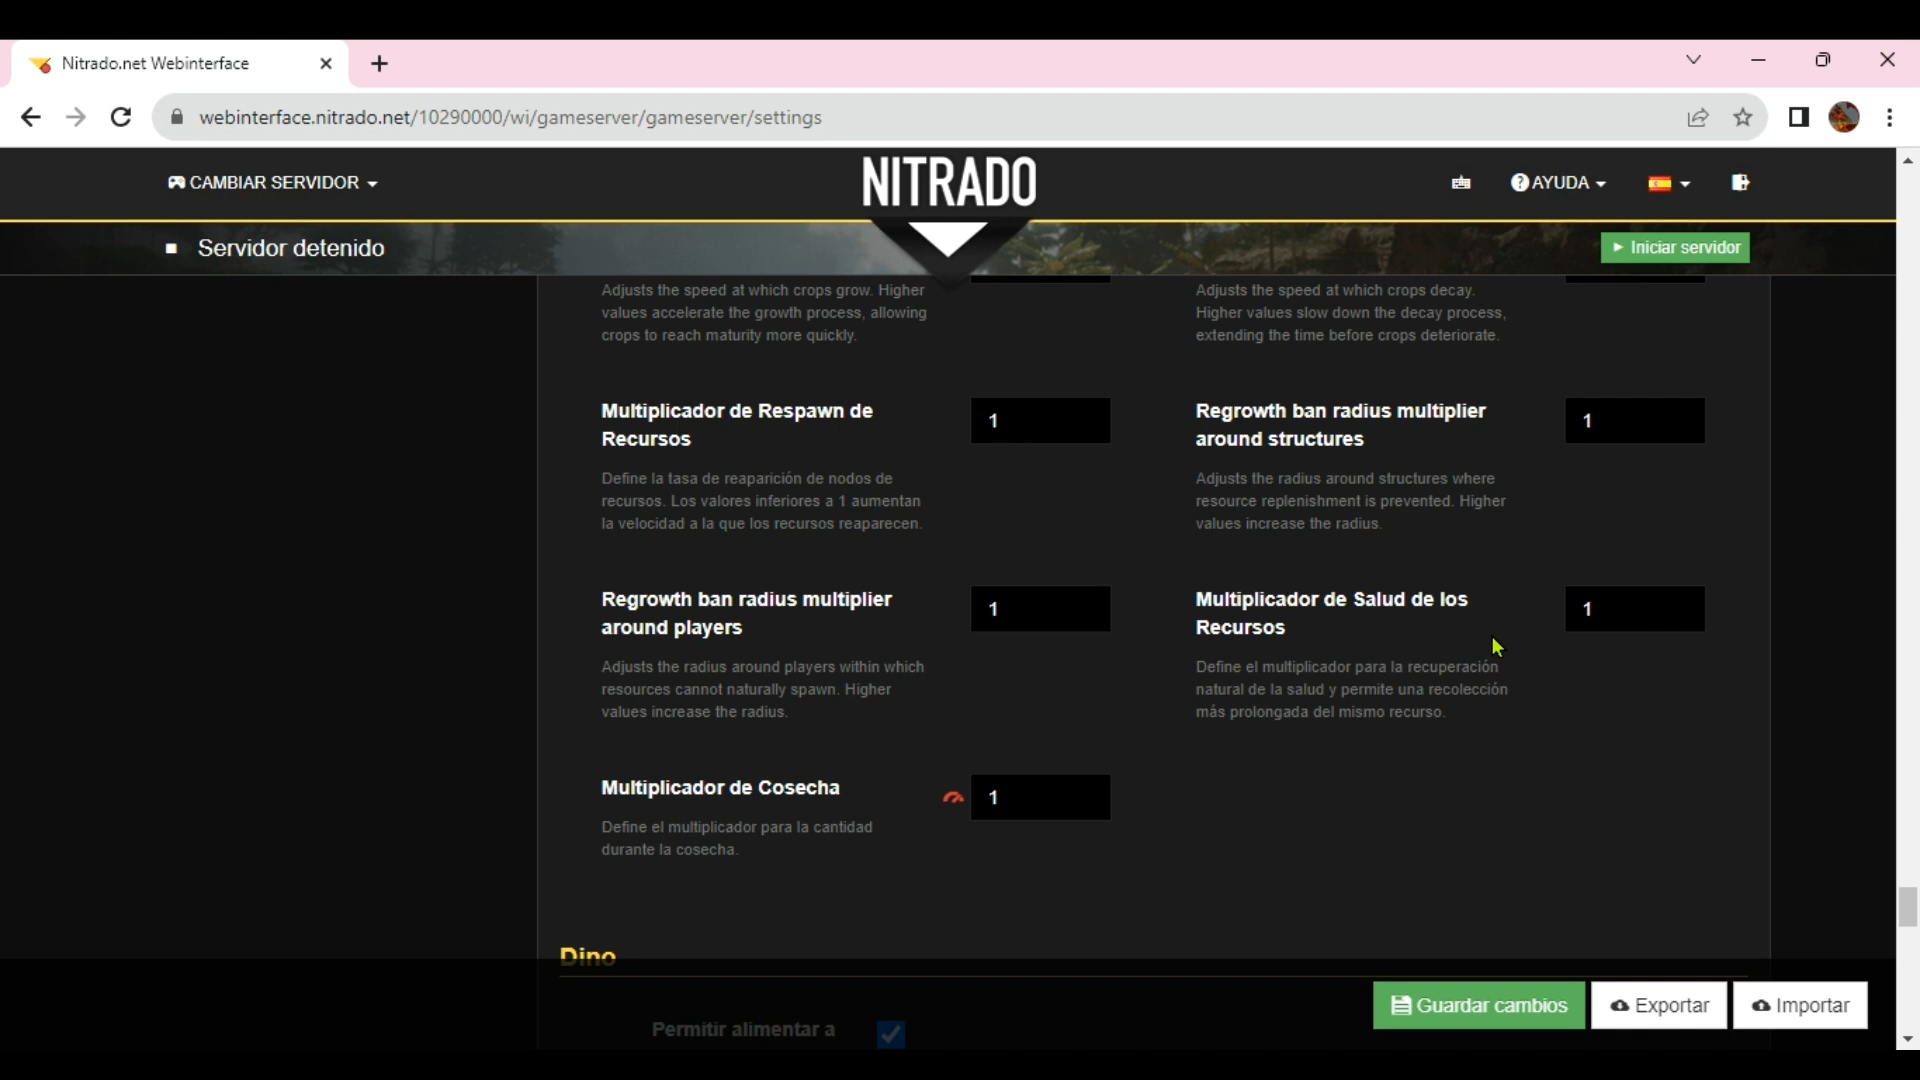 Nitrado.net Webinterface
webinterface.nitrado.net/10290000/wi/gameserver/gameserver/settings
CAMBIAR SERVIDOR
NITRADO
AYUDA
Servidor detenido
Iniciar servidor
Adjusts the speed at which crops grow. Higher
values accelerate the growth process, allowing
crops to reach maturity more quickly.
Adjusts the speed at which crops decay.
Higher values slow down the decay process,
extending the time before crops deteriorate.
Multiplicador de Respawn de
Recursos
1
Define la tasa de reaparición de nodos de
recursos. Los valores inferiores a 1 aumentan
la velocidad a la que los recursos reaparecen.
Regrowth ban radius multiplier
around structures
1
Adjusts the radius around structures where
resource replenishment is prevented. Higher
values increase the radius.
Regrowth ban radius multiplier
around players
1
Adjusts the radius around players within which
resources cannot naturally spawn. Higher
values increase the radius.
Multiplicador de Salud de los
Recursos
1
Define el multiplicador para la recuperación
natural de la salud y permite una recolección
más prolongada del mismo recurso.
Multiplicador de Cosecha
1
Define el multiplicador para la cantidad
durante la cosecha.
Dino
Permitir alimentar a
Guardar cambios
Exportar
Importar